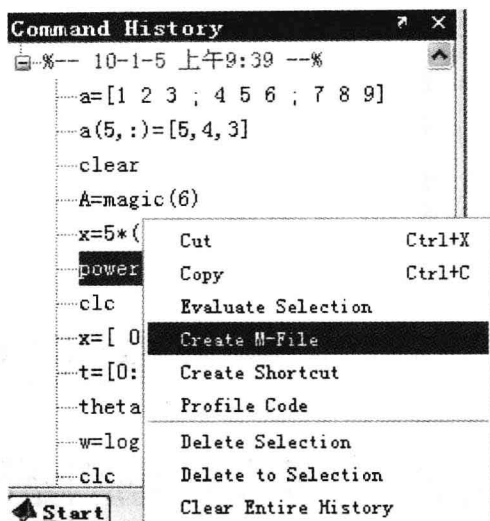 Command History
%-- 10-1-5 上午9:39 --%
a=[1 2 3 ; 4 5 6 ; 7 8 9]
a(5,:)=[5,4,3]
clear
A=magic(6)
x=5*(
power
clc
x=[ 0
t=[0:
theta
w=log
clc
Cut Ctrl+X
Copy Ctrl+C
Evaluate Selection
Create M-File
Create Shortcut
Profile Code
Delete Selection
Delete to Selection
Clear Entire History
Start